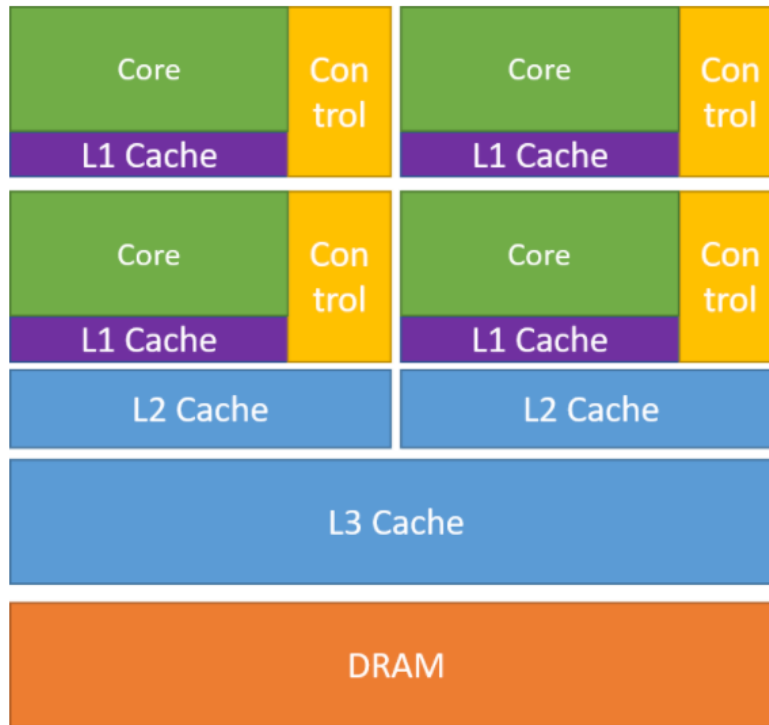 Core
Con
trol
L1 Cache
Core
Con
trol
L1 Cache
Core
Con
trol
L1 Cache
Core
Con
trol
L1 Cache
L2 Cache
L2 Cache
L3 Cache
DRAM